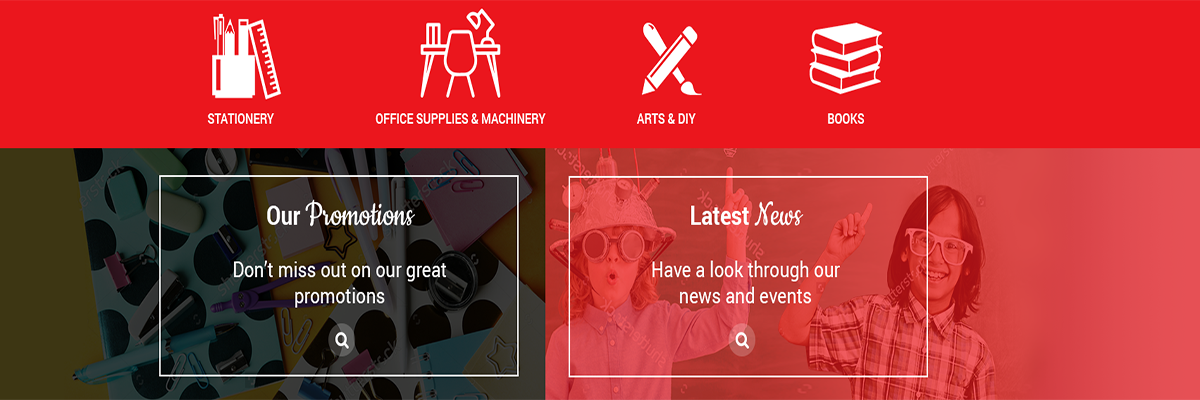 STATIONERY
OFFICE SUPPLIES & MACHINERY
ARTS & DIY
BOOKS
Our Promotions
Don't miss out on our great
promotions
Latest News
Have a look through our
news and events